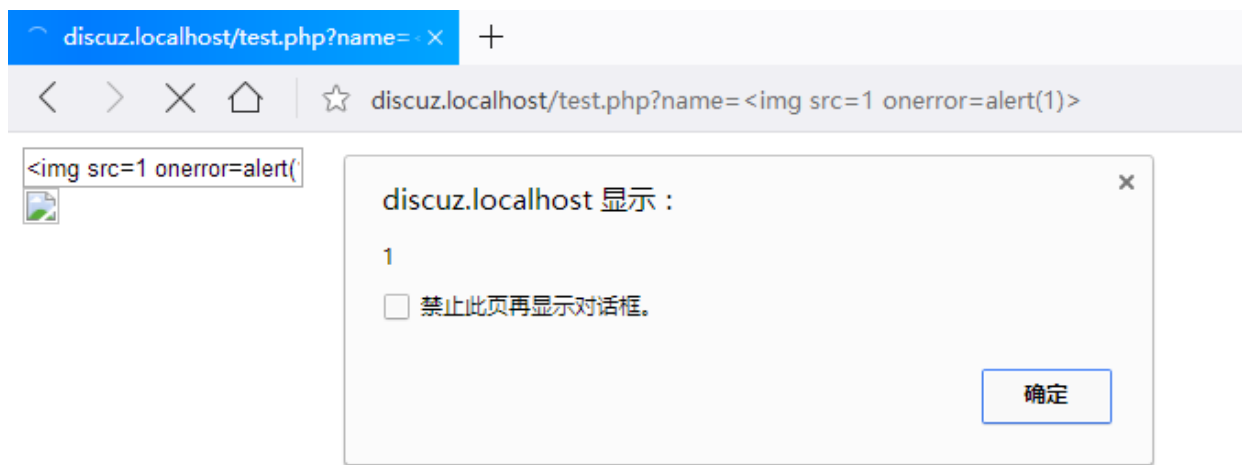 discuz.localhost/test.php?name=
discuz.localhost/test.php?name=<img src=1 onerror=alert(1)>
<img src=1 onerror=alert(
discuz.localhost 显示：
1
禁止此页再显示对话框。
确定